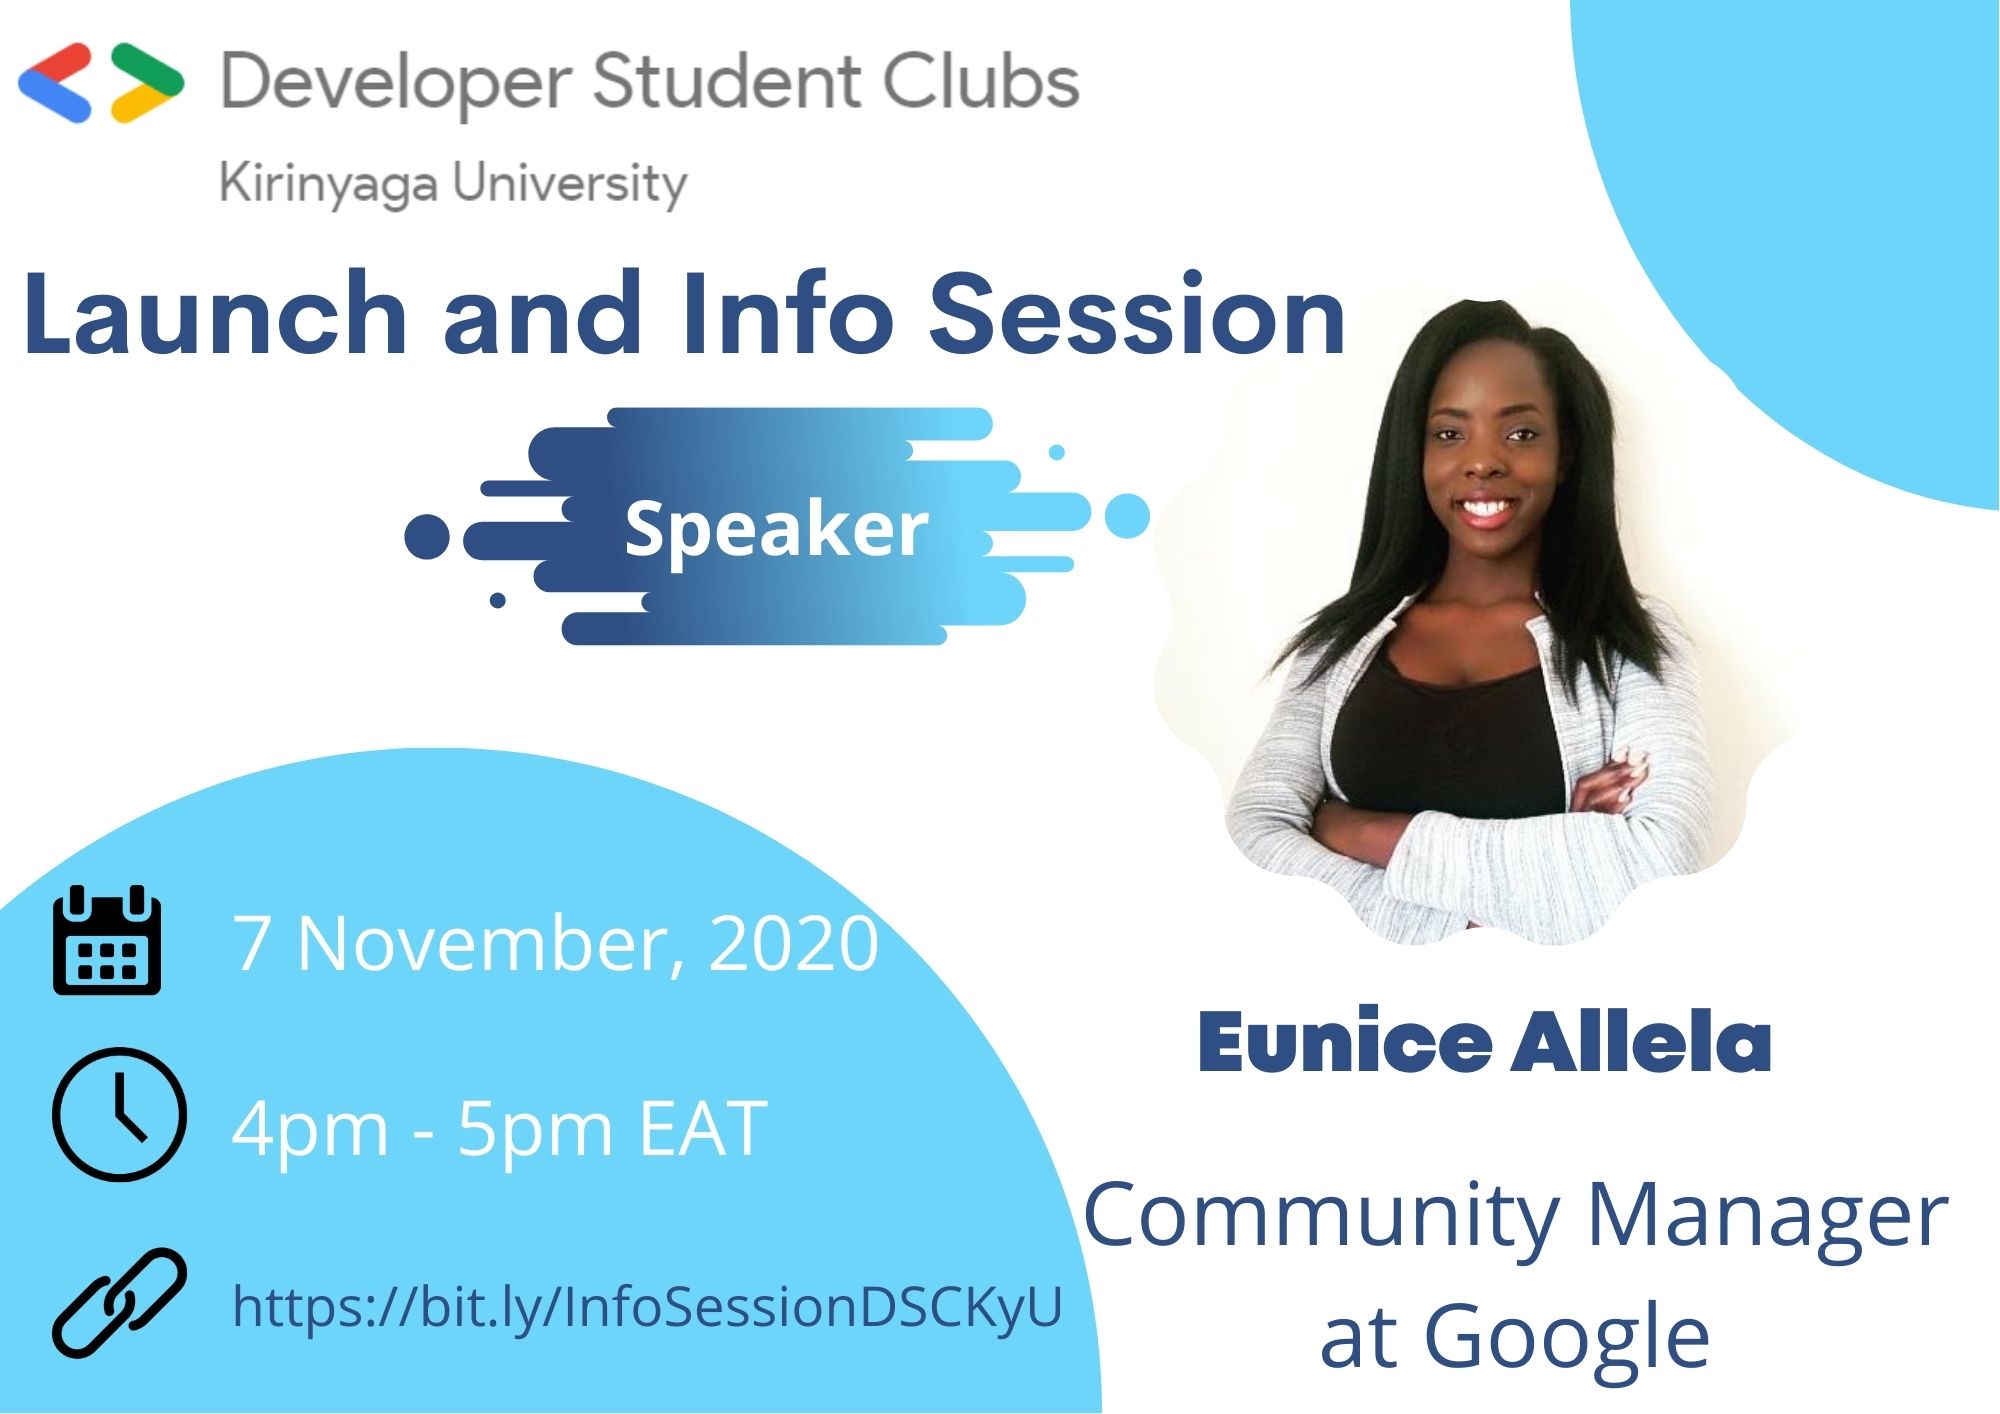 Developer Student Clubs
Kirinyaga University
Launch and Info Session
Speaker
7 November, 2020
4pm - 5pm EAT
https://bit.ly/InfoSessionDSCKyU
Eunice Allela
Community Manager
at Google